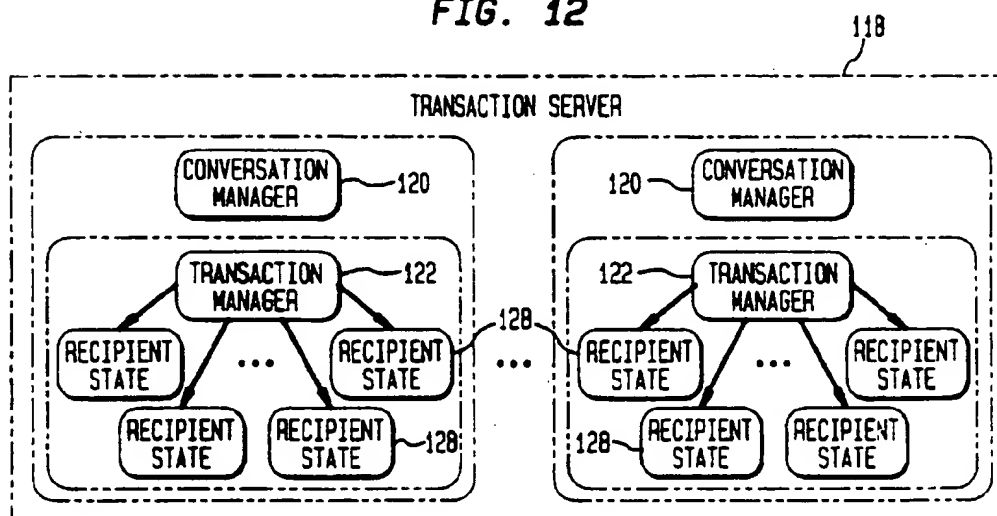 FIG. 12
118
TRANSACTION SERVER
CONVERSATION
MANAGER
120
120
CONVERSATION
MANAGER
TRANSACTION
MANAGER
122
122
TRANSACTION
MANAGER
RECIPIENT
STATE
...
RECIPIENT
STATE
128
...
RECIPIENT
STATE
...
RECIPIENT
STATE
RECIPIENT
STATE
RECIPIENT
STATE
128
128
RECIPIENT
STATE
RECIPIENT
STATE